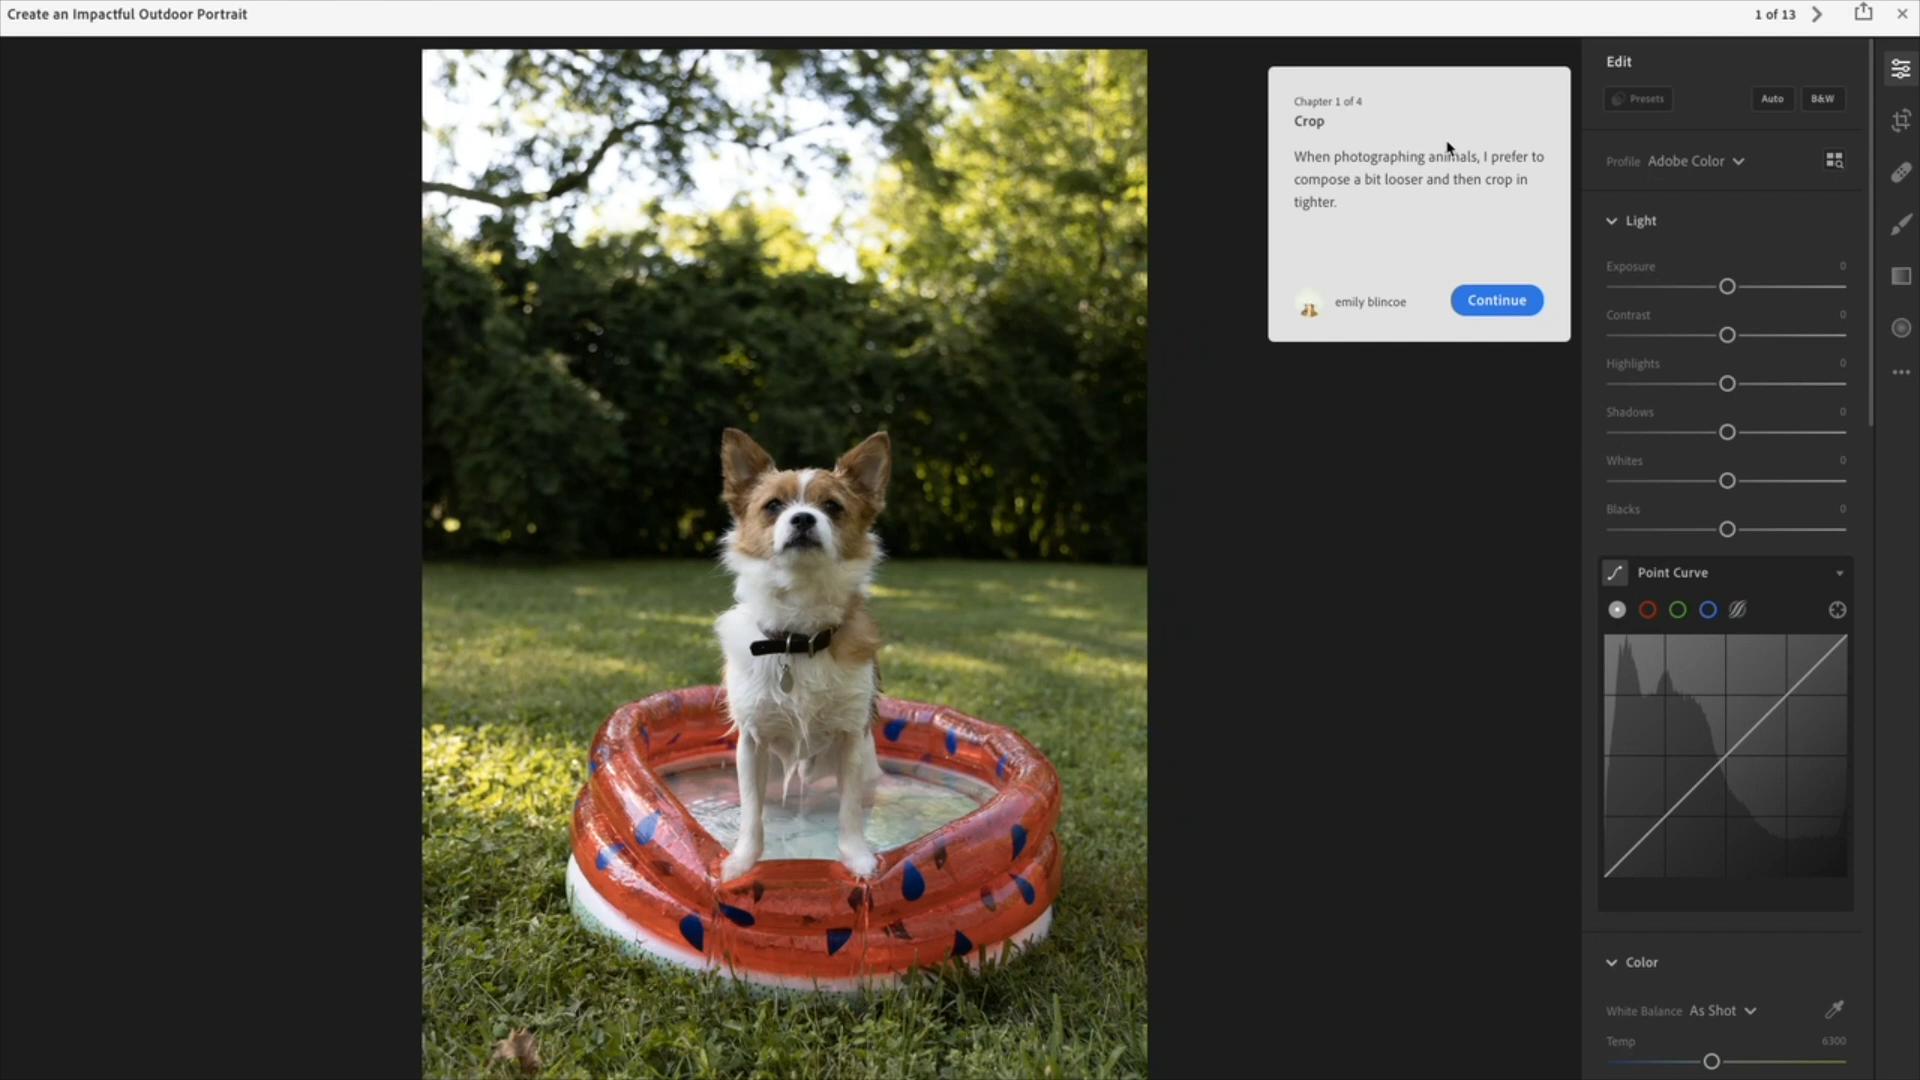 Create an Impactful Outdoor Portrait
1 of 13
Chapter 1 of 4
Crop
When photographing animals, I prefer to
compose a bit looser and then crop in
tighter.
emily blincoe
Continue
Edit
Presets
Auto
B&W
Profile Adobe Color
Light
Exposure 0
Contrast 0
Highlights 0
Shadows 0
Whites 0
Blacks 0
Point Curve
Color
White Balance As Shot
Temp 6300